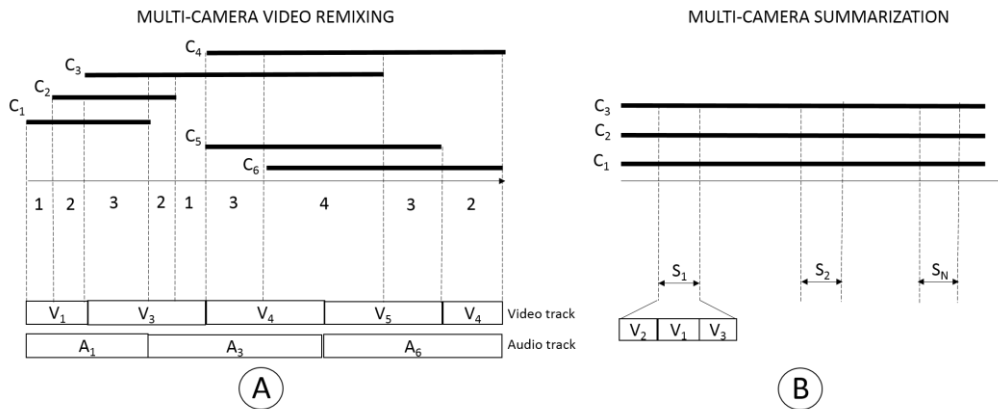 MULTI-CAMERA VIDEO REMIXING
C₄
C₃
C₂
C₁
C₅
C₆
1 2 3 2 1 3 4 3 2
V₁ V₃ V₄ V₅ V₄ Video track
A₁ A₃ A₆ Audio track
A
MULTI-CAMERA SUMMARIZATION
C₃
C₂
C₁
S₁ S₂ S_N
V₂ V₁ V₃
B